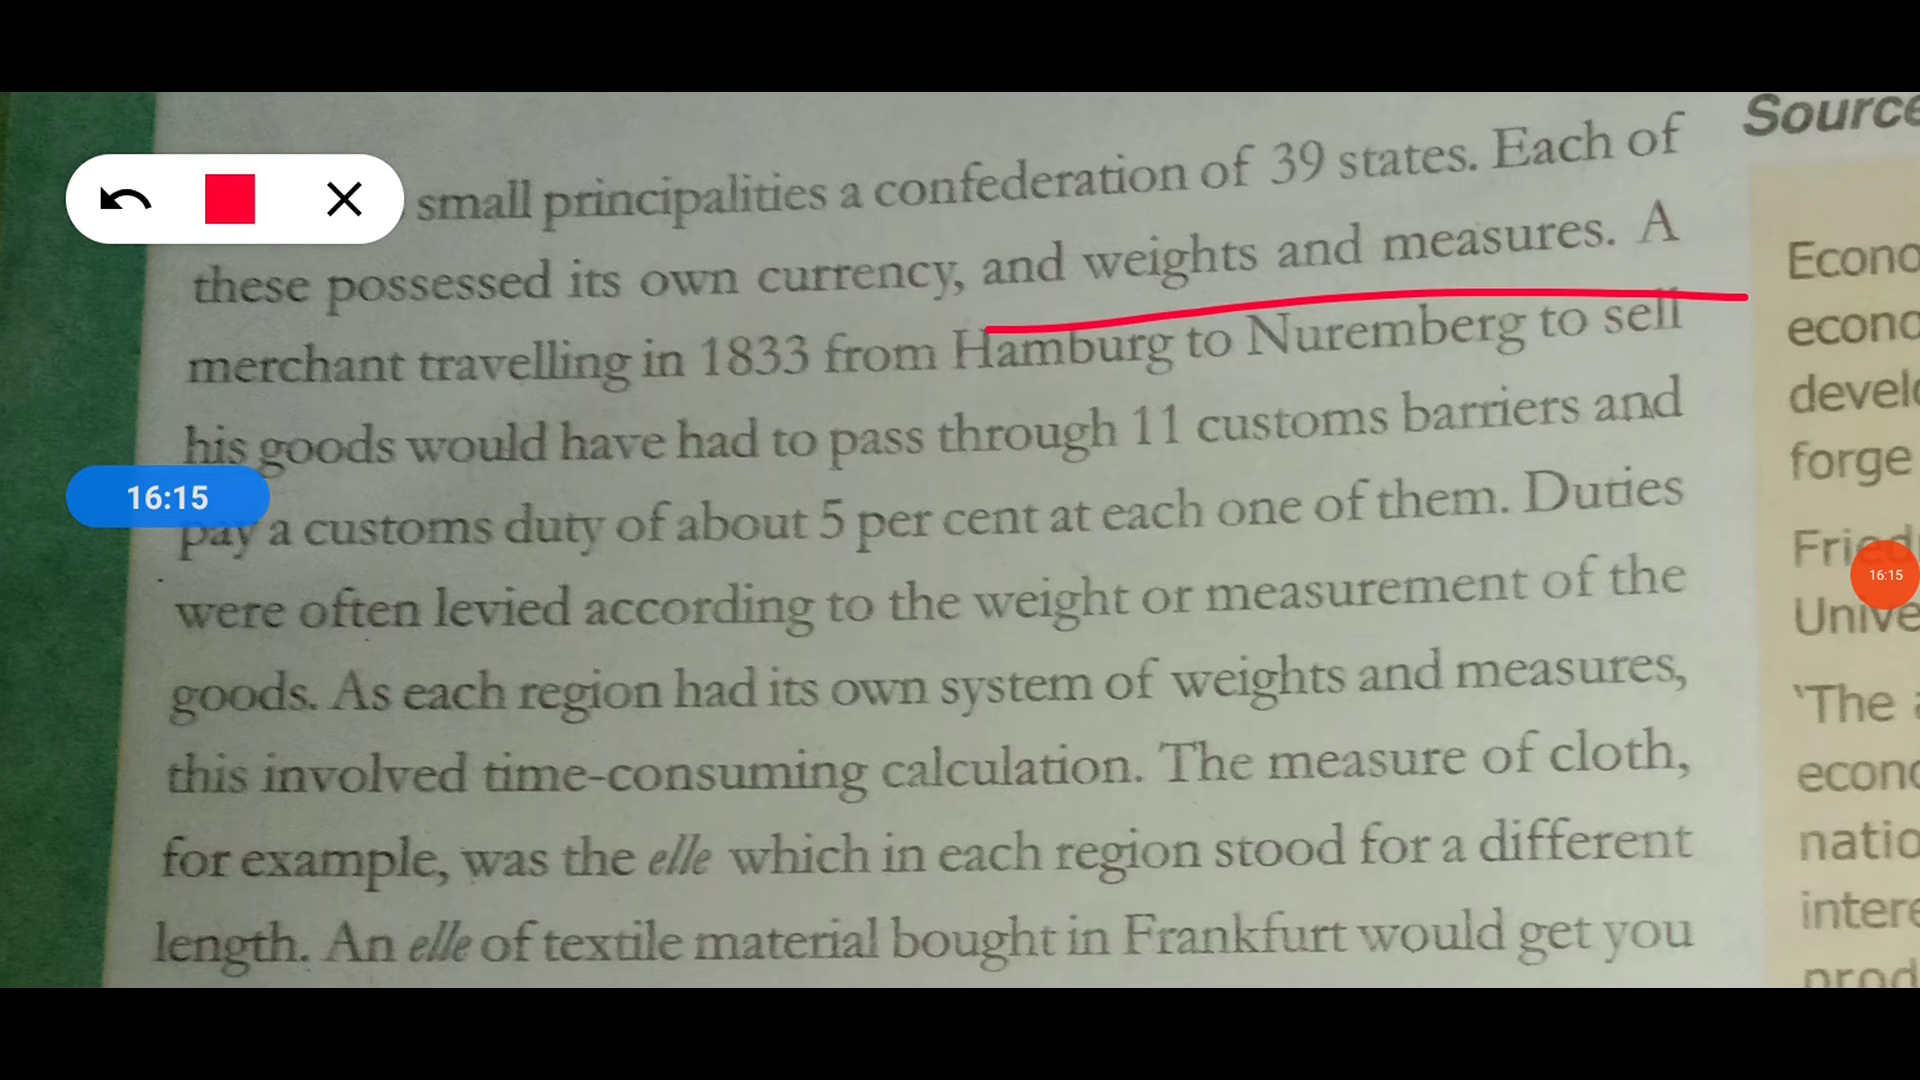 small principalities a confederation of 39 states. Each of
these possessed its own currency, and weights and measures. A
merchant travelling in 1833 from Hamburg to Nuremberg to sell
his goods would have had to pass through 11 customs barriers and
pay a customs duty of about 5 per cent at each one of them. Duties
were often levied according to the weight or measurement of the
goods. As each region had its own system of weights and measures,
this involved time-consuming calculation. The measure of cloth,
for example, was the elle which in each region stood for a different
length. An elle of textile material bought in Frankfurt would get you
16:15
Source
Econo
econo
develo
forge
Unive
16:15
'The
econo
natio
intere
prod